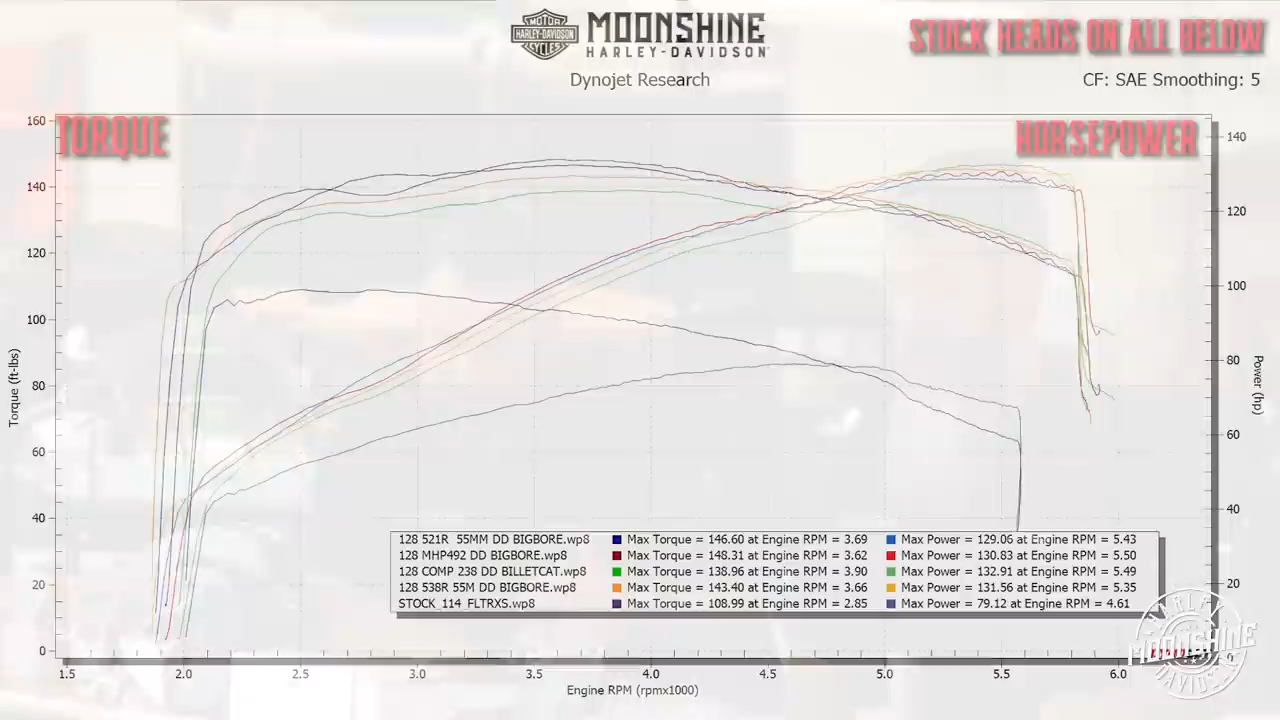 MOTOR
HARLEY-DAVIDSON
CYCLES
MOONSHINE
HARLEY-DAVIDSON
STOCK HEADS ON ALL BELOW
Dynojet Research
CF: SAE Smoothing: 5
TORQUE
HORSEPOWER
160
140
120
100
80
60
40
20
0
140
120
100
80
60
40
20
Torque (ft-lbs)
Power (hp)
128 521R 55MM DD BIGBORE.wp8 Max Torque = 146.60 at Engine RPM = 3.69 Max Power = 129.06 at Engine RPM = 5.43
128 MHP492 DD BIGBORE.wp8 Max Torque = 148.31 at Engine RPM = 3.62 Max Power = 130.83 at Engine RPM = 5.50
128 COMP 238 DD BILLETCAT.wp8 Max Torque = 138.96 at Engine RPM = 3.90 Max Power = 132.91 at Engine RPM = 5.49
128 538R 55M DD BIGBORE.wp8 Max Torque = 143.40 at Engine RPM = 3.66 Max Power = 131.56 at Engine RPM = 5.35
STOCK_114_FLTRXS.wp8 Max Torque = 108.99 at Engine RPM = 2.85 Max Power = 79.12 at Engine RPM = 4.61
1.5 2.0 2.5 3.0 3.5 4.0 4.5 5.0 5.5 6.0
Engine RPM (rpmx1000)
HARLEY
MOONSHINE
DAVIDSON